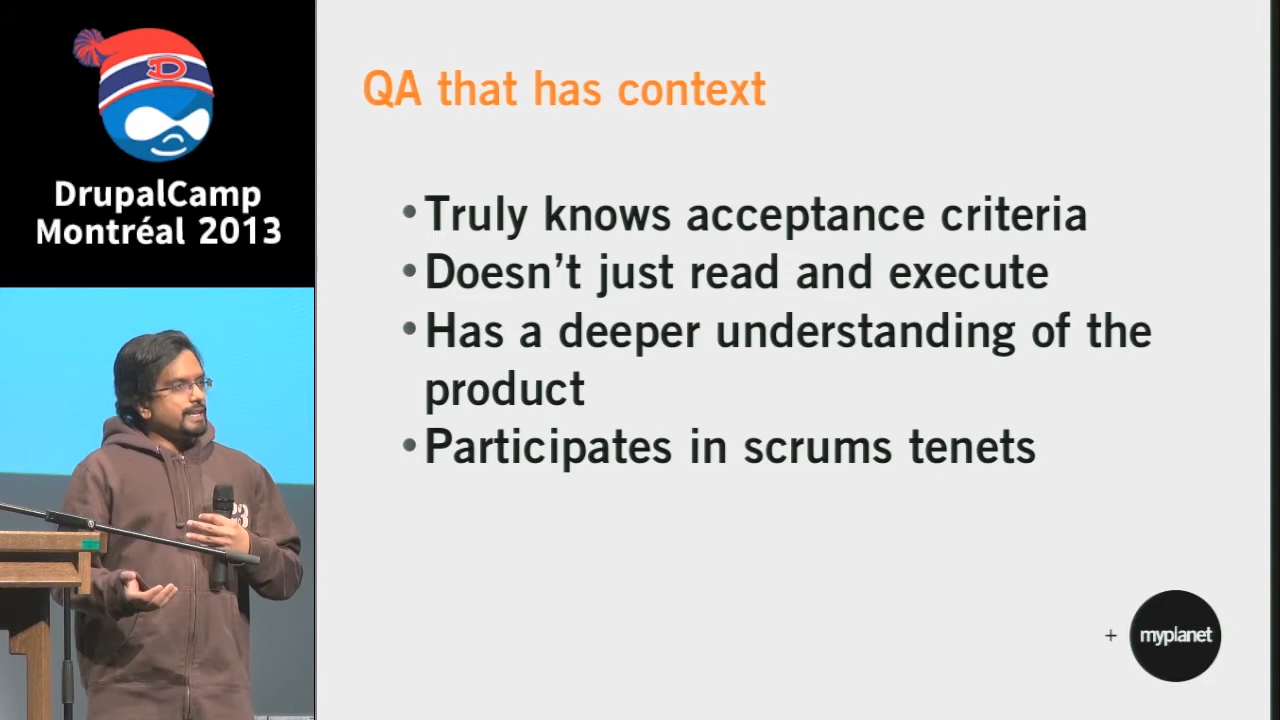 DrupalCamp
Montréal 2013
QA that has context
•Truly knows acceptance criteria
•Doesn't just read and execute
•Has a deeper understanding of the
product
•Participates in scrums tenets
+ myplanet